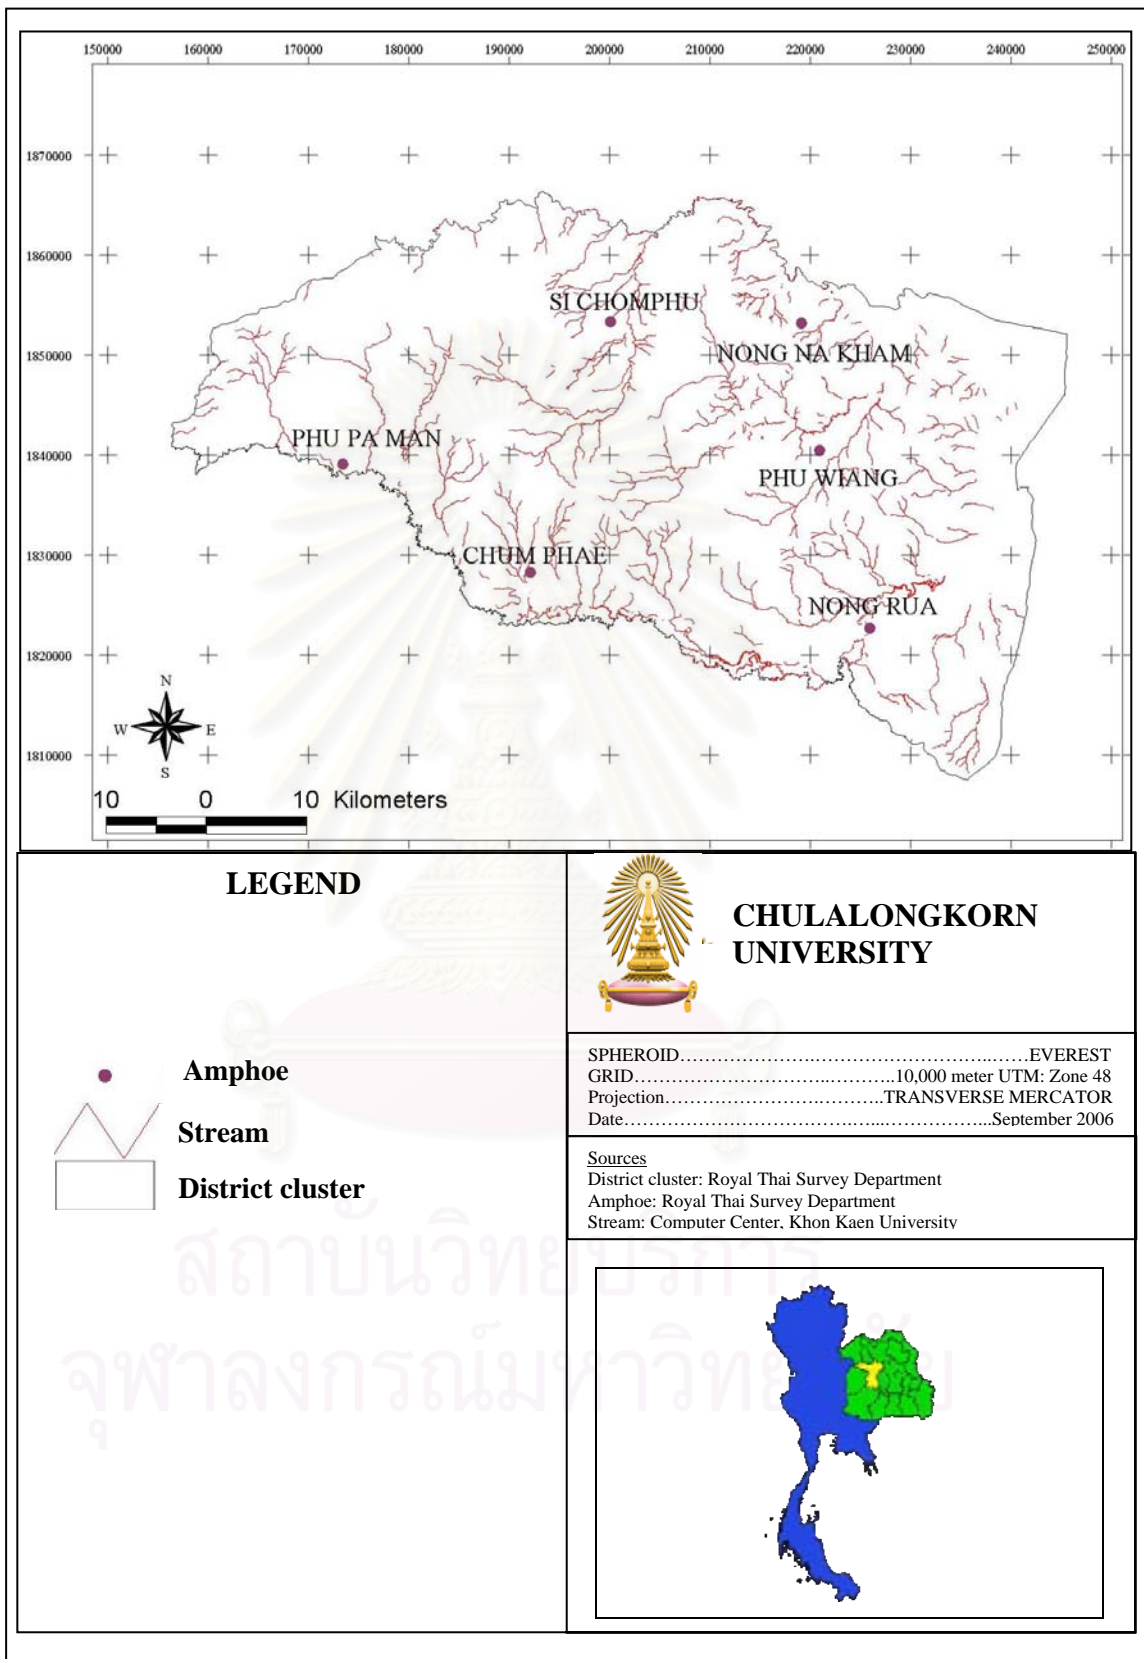 150000 160000 170000 180000 190000 200000 210000 220000 230000 240000 250000
1870000
1860000
SI CHOMPHU
NONG NA KHAM
1850000
PHU PA MAN
1840000
PHU WIANG
1830000
CHUM PHAE
NONG RUA
1820000
N
W E
S
1810000
10 0 10 Kilometers
LEGEND
Amphoe
Stream
District cluster
CHULALONGKORN
UNIVERSITY
SPHEROID……………………………………………EVEREST
GRID……………………………………10,000 meter UTM: Zone 48
Projection………………………………TRANSVERSE MERCATOR
Date……………………………………………September 2006
Sources
District cluster: Royal Thai Survey Department
Amphoe: Royal Thai Survey Department
Stream: Computer Center, Khon Kaen University
สถาบันวิทยบริการ
จุฬาลงกรณ์มหาวิทยาลัย